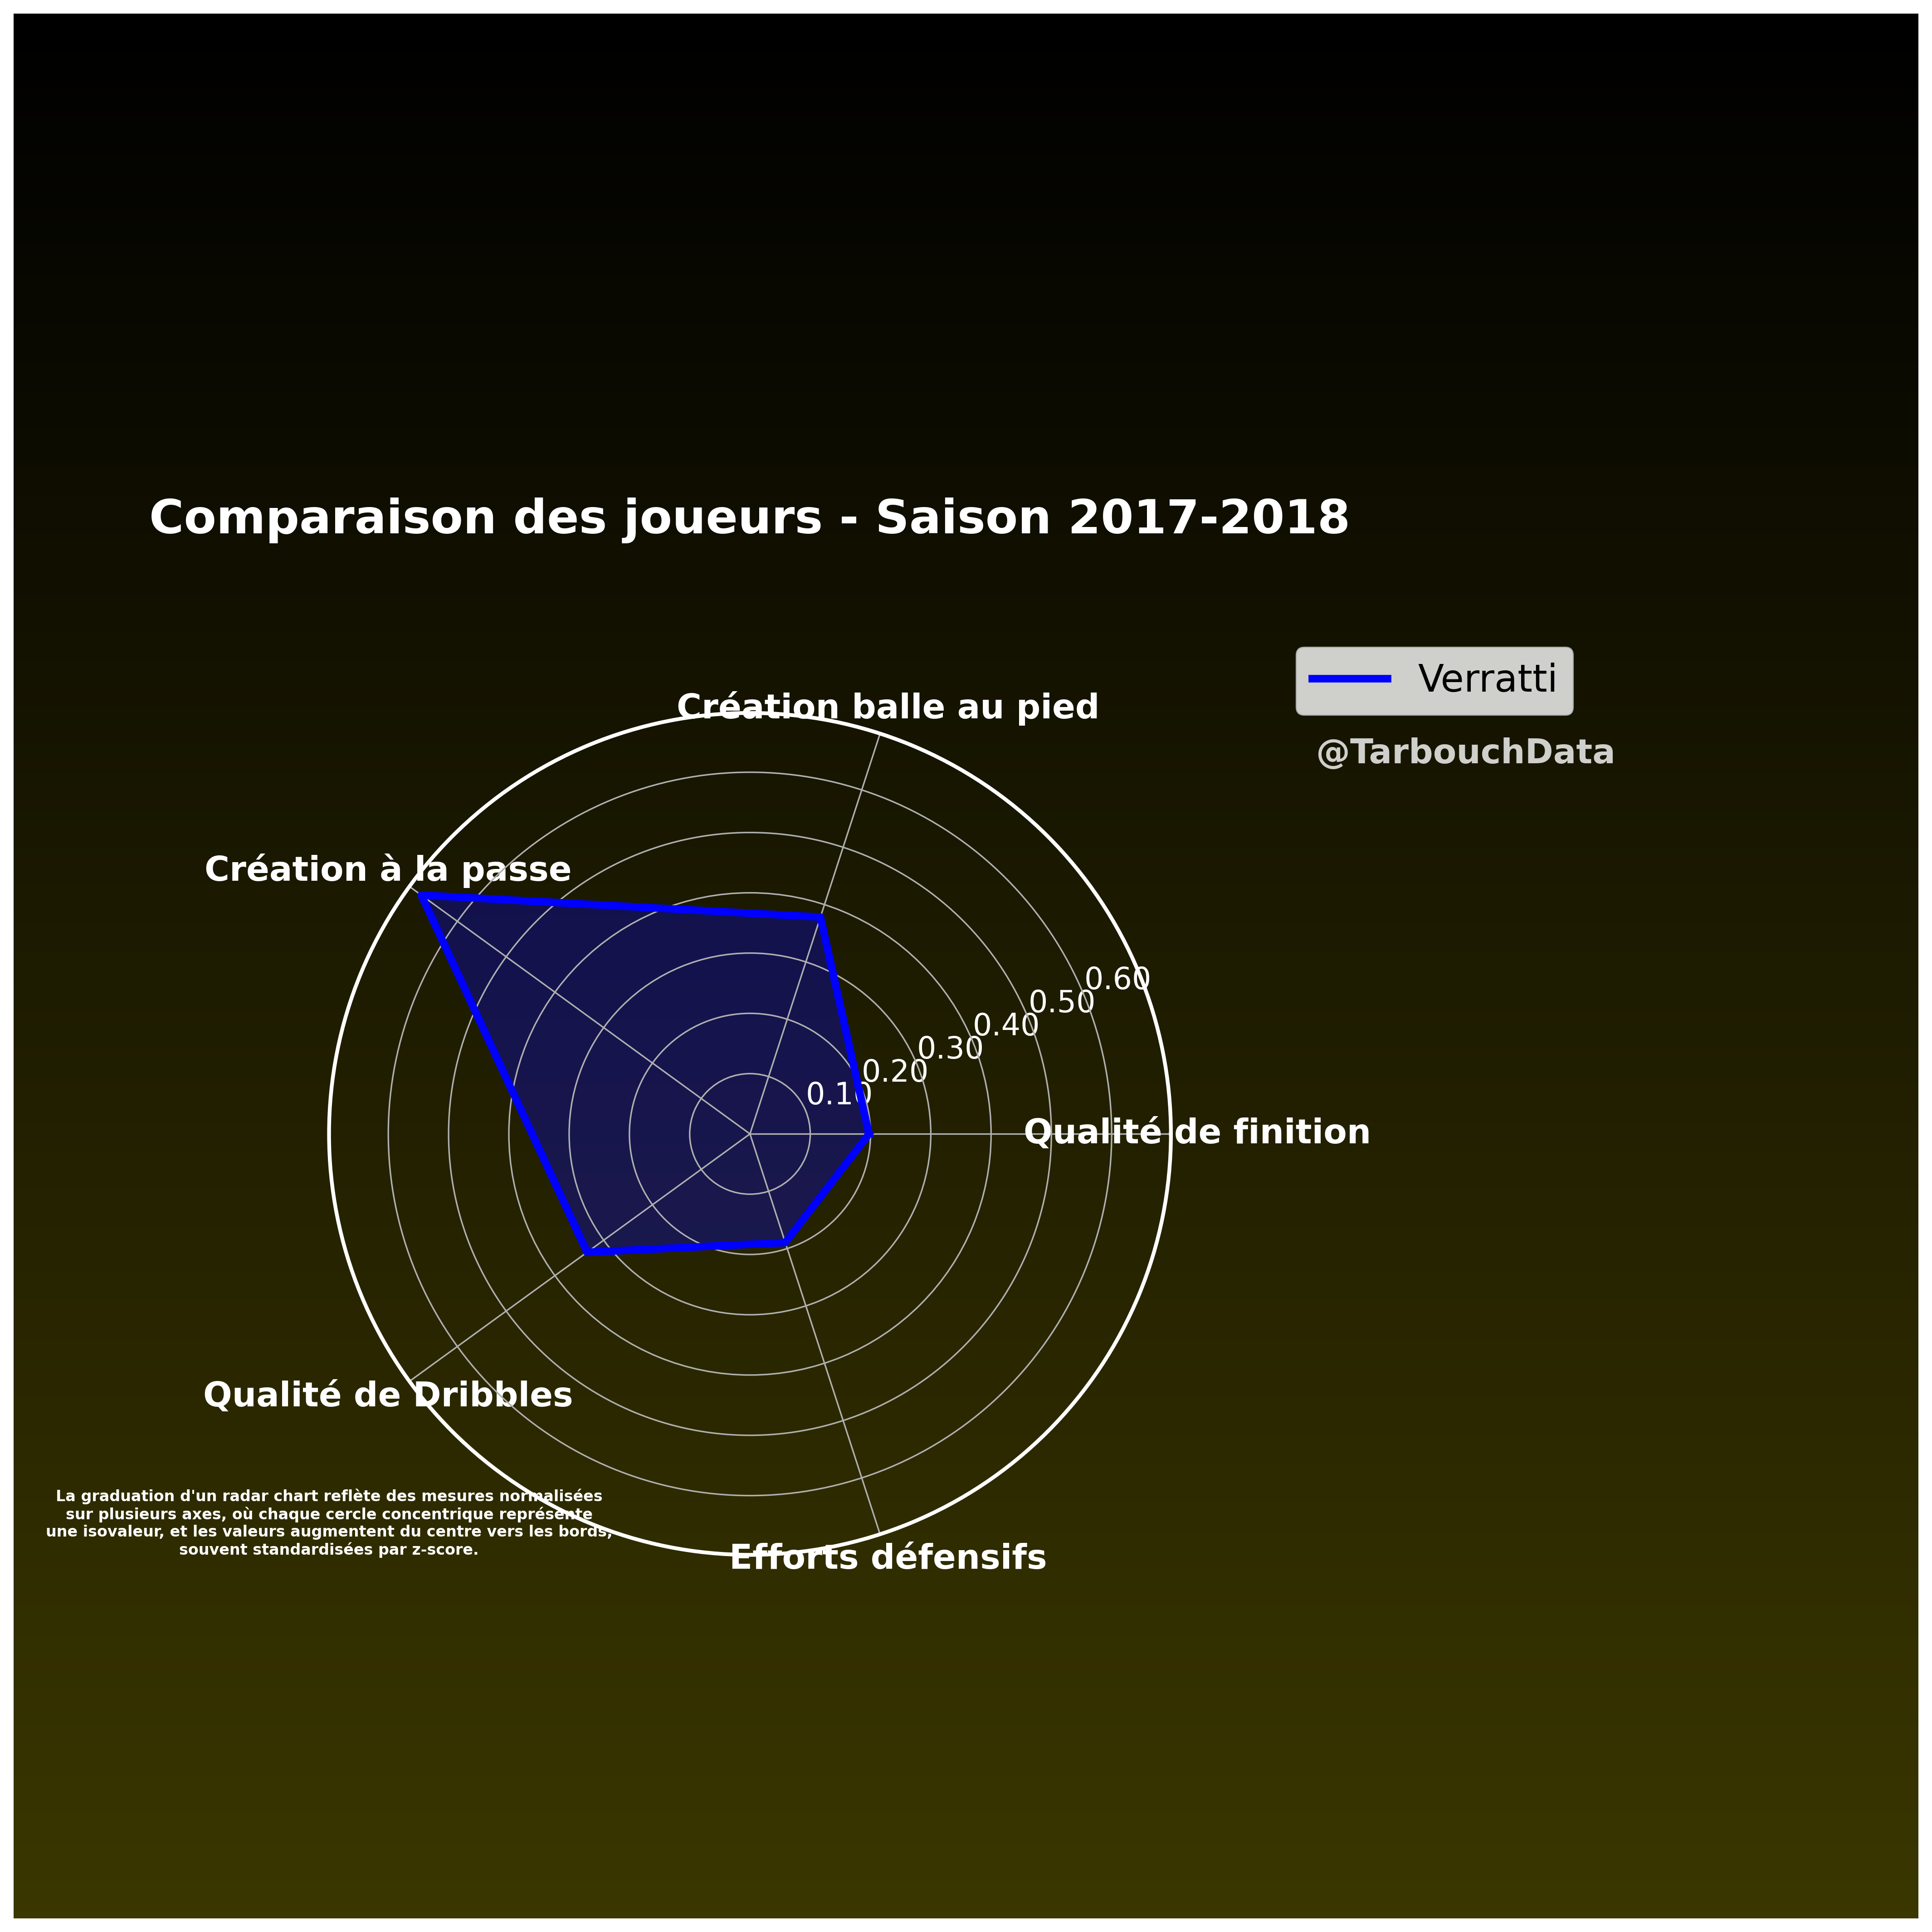 Comparaison des joueurs - Saison 2017-2018
Verratti
@TarbouchData
Création balle au pied
Création à la passe
0.60
0.50
0.40
0.30
0.20
0.10
Qualité de finition
Qualité de Dribbles
La graduation d'un radar chart reflète des mesures normalisées
sur plusieurs axes, où chaque cercle concentrique représente
une isovaleur, et les valeurs augmentent du centre vers les bords,
souvent standardisées par z-score.
Efforts défensifs